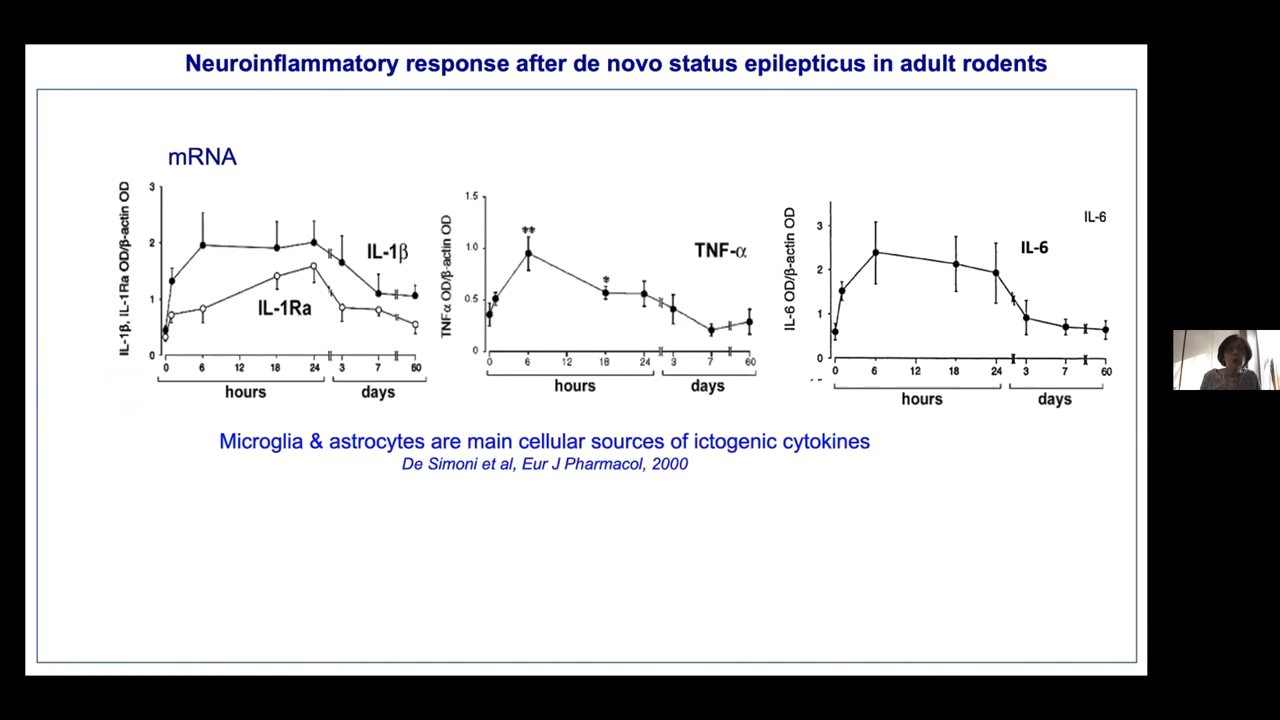 Neuroinflammatory response after de novo status epilepticus in adult rodents
mRNA
IL-1β, IL-1Ra OD/β-actin OD
3
2
1
0
IL-1β
IL-1Ra
0 6 12 18 24 3 7 60
hours days
TNFα OD/β-actin OD
1.5
1.0
0.5
0
**
*
TNF-α
0 6 12 18 24 3 7 60
hours days
IL-6 OD/β-actin OD
3
2
1
0
IL-6
IL-6
0 6 12 18 24 3 7 60
hours days
Microglia & astrocytes are main cellular sources of ictogenic cytokines
De Simoni et al, Eur J Pharmacol, 2000